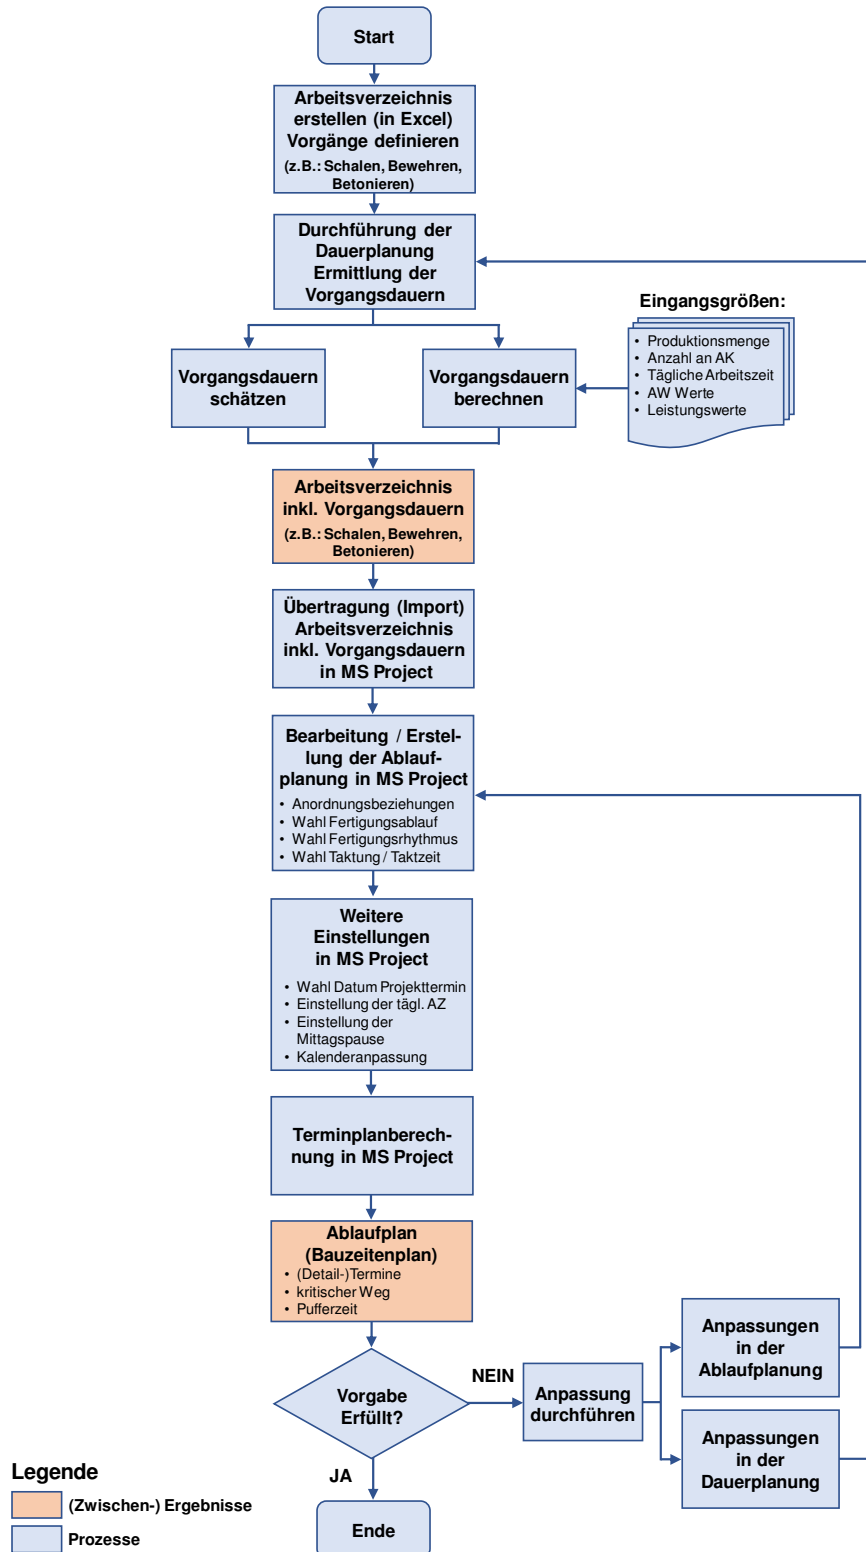 Start
Arbeitsverzeichnis
erstellen (in Excel)
Vorgänge definieren
(z.B.: Schalen, Bewehren,
Betonieren)
Durchführung der
Dauerplanung
Ermittlung der
Vorgangsdauern
Eingangsgrößen:
• Produktionsmenge
• Anzahl an AK
• Tägliche Arbeitszeit
• AW Werte
• Leistungswerte
Vorgangsdauern
schätzen
Vorgangsdauern
berechnen
Arbeitsverzeichnis
inkl. Vorgangsdauern
(z.B.: Schalen, Bewehren,
Betonieren)
Übertragung (Import)
Arbeitsverzeichnis
inkl. Vorgangsdauern
in MS Project
Bearbeitung / Erstel-
lung der Ablauf-
planung in MS Project
• Anordnungsbeziehungen
• Wahl Fertigungsablauf
• Wahl Fertigungsrhythmus
• Wahl Taktung / Taktzeit
Weitere
Einstellungen
in MS Project
• Wahl Datum Projekttermin
• Einstellung der tägl. AZ
• Einstellung der
Mittagspause
• Kalenderanpassung
Terminplanberech-
nung in MS Project
Ablaufplan
(Bauzeitenplan)
• (Detail-)Termine
• kritischer Weg
• Pufferzeit
Vorgabe
Erfüllt?
NEIN
Anpassung
durchführen
Anpassungen
in der
Ablaufplanung
Anpassungen
in der
Dauerplanung
JA
Ende
Legende
(Zwischen-) Ergebnisse
Prozesse